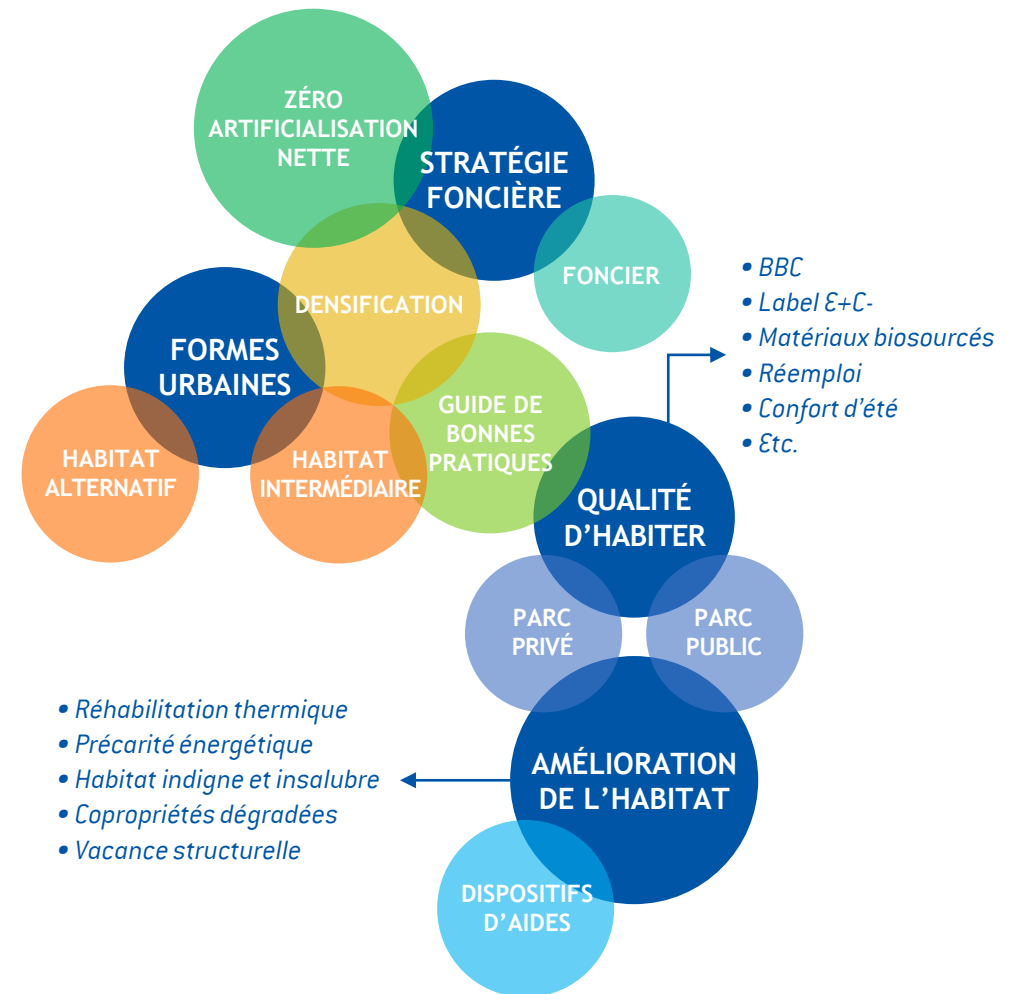 ZÉRO
ARTIFICIALISATION
NETTE
STRATÉGIE
FONCIÈRE
FONCIER
DENSIFICATION
FORMES
URBAINES
HABITAT
ALTERNATIF
HABITAT
INTERMÉDIAIRE
GUIDE DE
BONNES
PRATIQUES
• BBC
• Label E+C-
• Matériaux biosourcés
• Réemploi
• Confort d'été
• Etc.
QUALITÉ
D'HABITER
PARC
PRIVÉ
PARC
PUBLIC
• Réhabilitation thermique
• Précarité énergétique
• Habitat indigne et insalubre
• Copropriétés dégradées
• Vacance structurelle
AMÉLIORATION
DE L'HABITAT
DISPOSITIFS
D'AIDES